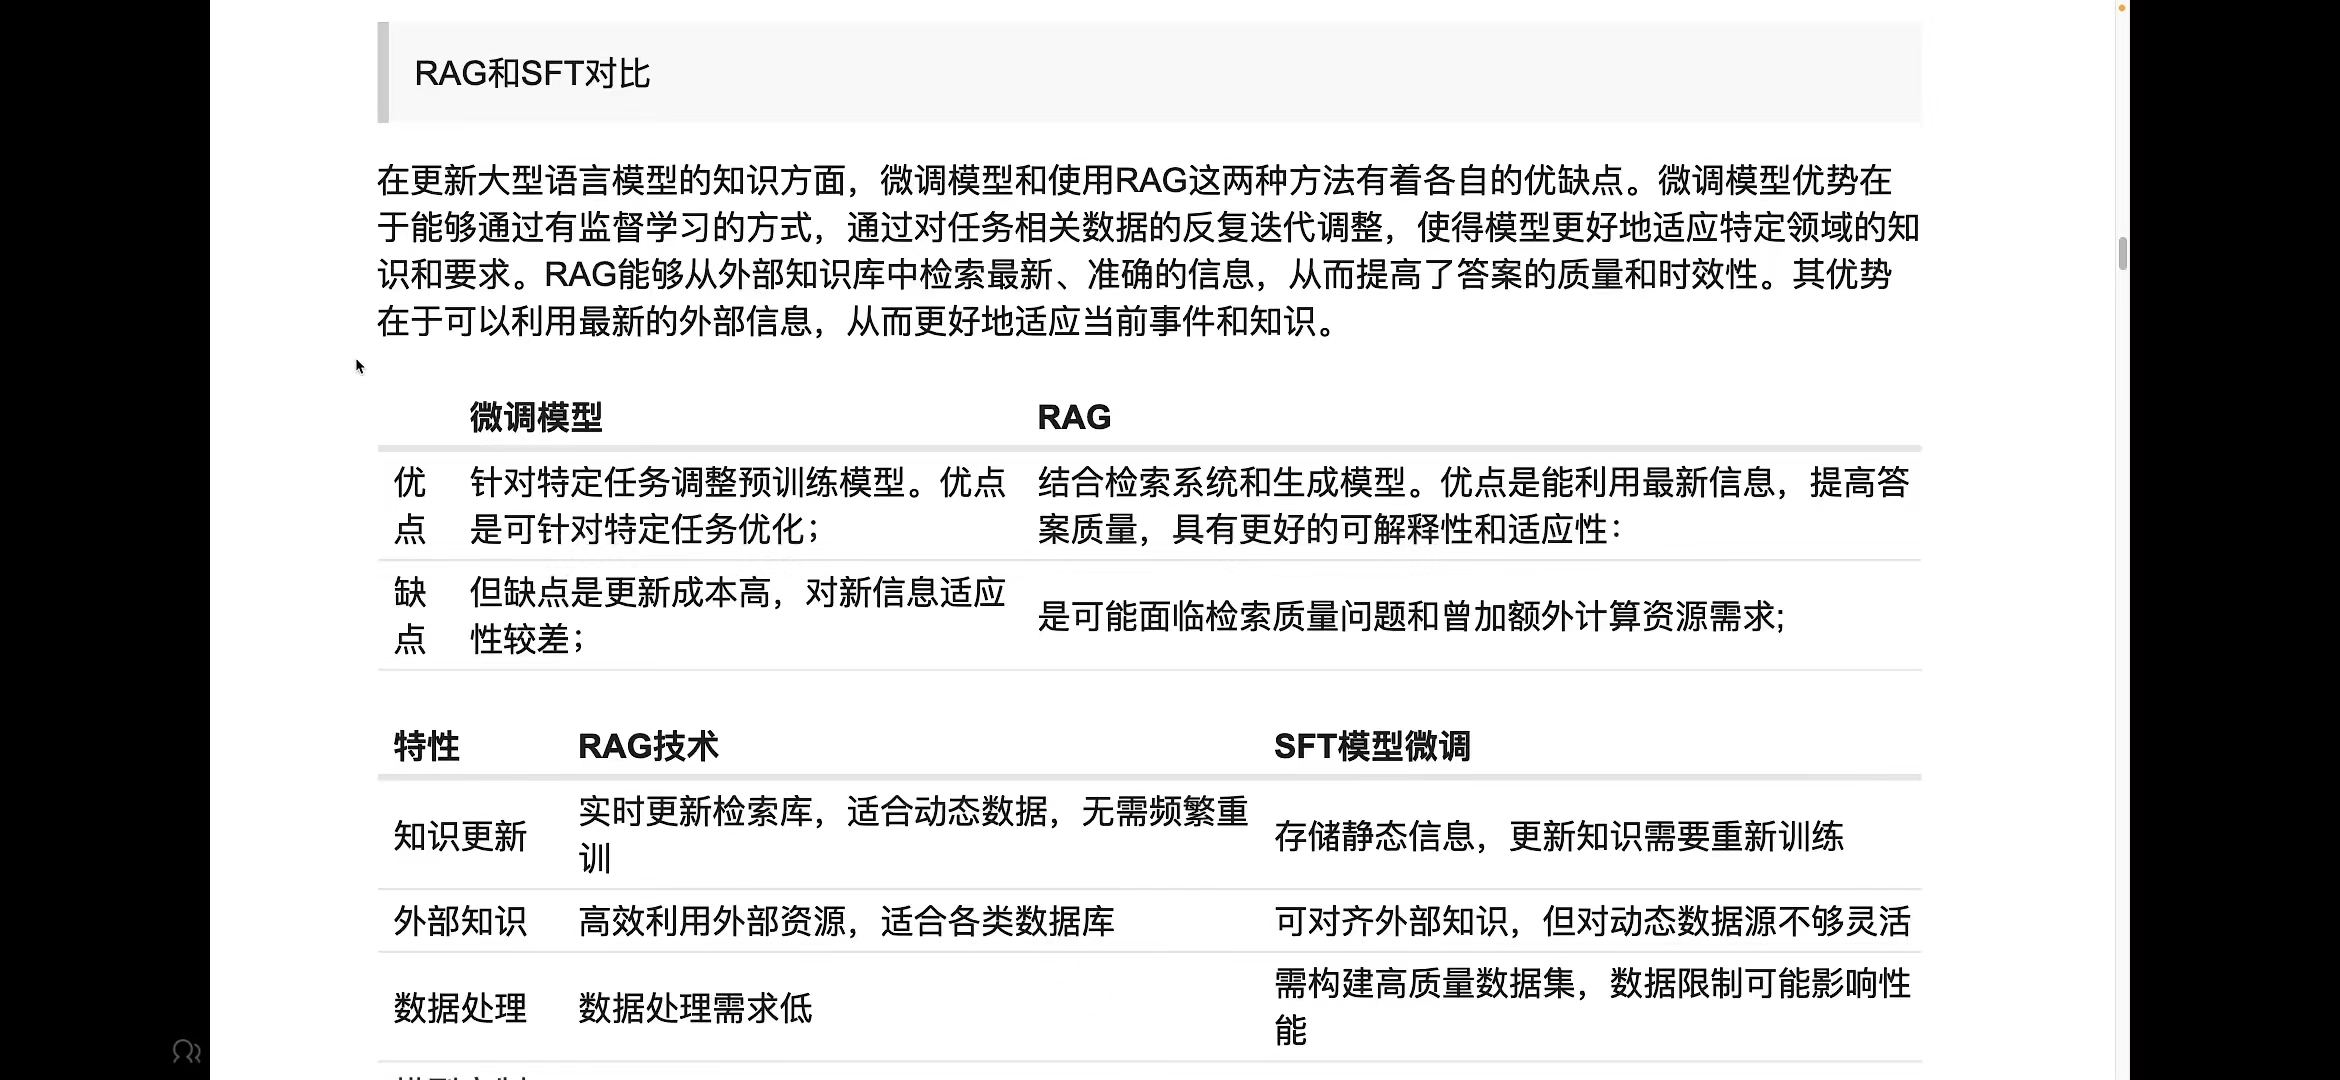 RAG和SFT对比
在更新大型语言模型的知识方面，微调模型和使用RAG这两种方法有着各自的优缺点。微调模型优势在
于能够通过有监督学习的方式，通过对任务相关数据的反复迭代调整，使得模型更好地适应特定领域的知
识和要求。RAG能够从外部知识库中检索最新、准确的信息，从而提高了答案的质量和时效性。其优势
在于可以利用最新的外部信息，从而更好地适应当前事件和知识。
微调模型 RAG
优点 针对特定任务调整预训练模型。优点 结合检索系统和生成模型。优点是能利用最新信息，提高答
是可针对特定任务优化； 案质量，具有更好的可解释性和适应性：
缺点 但缺点是更新成本高，对新信息适应
性较差； 是可能面临检索质量问题和曾加额外计算资源需求;
特性 RAG技术 SFT模型微调
知识更新 实时更新检索库，适合动态数据，无需频繁重
训 存储静态信息，更新知识需要重新训练
外部知识 高效利用外部资源，适合各类数据库 可对齐外部知识，但对动态数据源不够灵活
数据处理 数据处理需求低 需构建高质量数据集，数据限制可能影响性
能